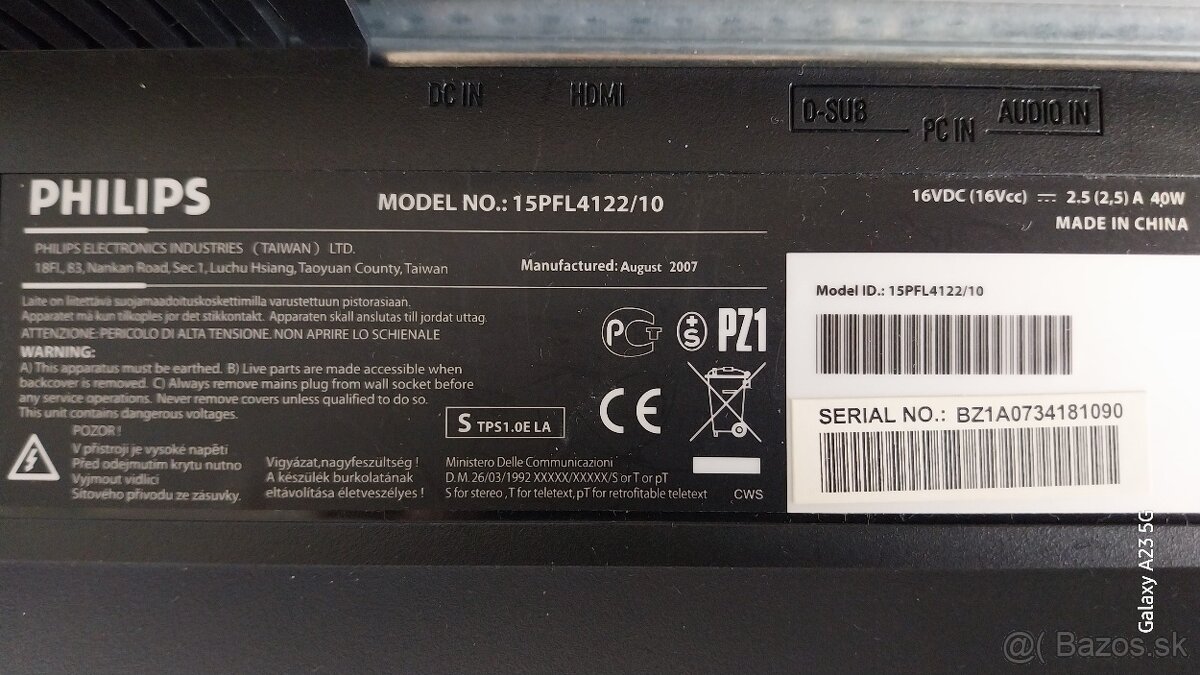 DC IN HDMI D-SUB PC IN AUDIO IN
PHILIPS
MODEL NO.: 15PFL4122/10
16VDC (16Vcc) 2.5 (2,5) A 40W
MADE IN CHINA
PHILIPS ELECTRONICS INDUSTRIES (TAIWAN) LTD.
18FL, 83, Nankan Road, Sec.1, Luchu Hsiang, Taoyuan County, Taiwan
Manufactured: August 2007
Laite on liitettävä suojamaadoituskoskettimilla varustettuun pistorasiaan.
Apparatet må kun tilkoples jor det stikkontakt. Apparaten skall anslutas till jordat uttag.
ATTENZIONE: PERICOLO DI ALTA TENSIONE. NON APRIRE LO SCHIENALE
WARNING:
A) This apparatus must be earthed. B) Live parts are made accessible when
backcover is removed. C) Always remove mains plug from wall socket before
any service operations. Never remove covers unless qualified to do so.
This unit contains dangerous voltages.
POZOR!
V přístroji je vysoké napětí
Před odejmutím krytu nutno
Vyjmout vidlici
Sítového přívodu ze zásuvky.
Vigyázat,nagyfeszültség !
A készülék burkolatának
eltávolítása életveszélyes !
S TPS1.0E LA
Ministero Delle Communicazioni
D.M. 26/03/1992 XXXXX/XXXXX/S or T or pT
S for stereo ,T for teletext, pT for retrofitable teletext
PCT
+S
PZ1
CE
CWS
Model ID.: 15PFL4122/10
SERIAL NO.: BZ1A0734181090
Galaxy A23 5G
@( Bazos.sk